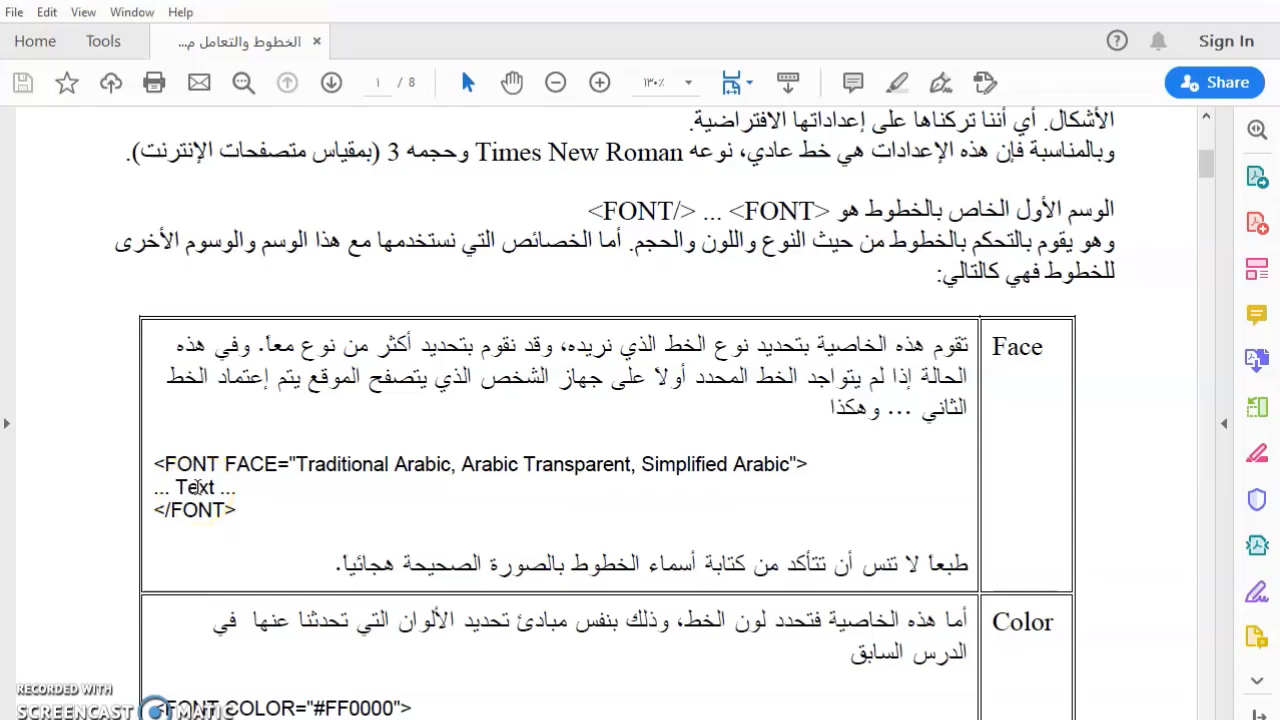 File Edit View Window Help
Home Tools الخطوط والتعامل م... × Sign In
١ / 8 ١٣٠٪ Share
الأشكال. أي أننا تركناها على إعداداتها الافتراضية.
وبالمناسبة فإن هذه الإعدادات هي خط عادي، نوعه Times New Roman وحجمه 3 (بمقياس متصفحات الإنترنت).
الوسم الأول الخاص بالخطوط هو <FONT> ... </FONT>
وهو يقوم بالتحكم بالخطوط من حيث النوع واللون والحجم. أما الخصائص التي نستخدمها مع هذا الوسم والوسوم الأخرى
للخطوط فهي كالتالي:
Face
تقوم هذه الخاصية بتحديد نوع الخط الذي نريده، وقد نقوم بتحديد أكثر من نوع معاً. وفي هذه
الحالة إذا لم يتواجد الخط المحدد أولاً على جهاز الشخص الذي يتصفح الموقع يتم إعتماد الخط
الثاني ... وهكذا
<FONT FACE="Traditional Arabic, Arabic Transparent, Simplified Arabic">
... Text ...
</FONT>
طبعاً لا تنس أن تتأكد من كتابة أسماء الخطوط بالصورة الصحيحة هجائياً.
Color
أما هذه الخاصية فتحدد لون الخط، وذلك بنفس مبادئ تحديد الألوان التي تحدثنا عنها في
الدرس السابق
<FONT COLOR="#FF0000">
RECORDED WITH
SCREENCAST MATIC